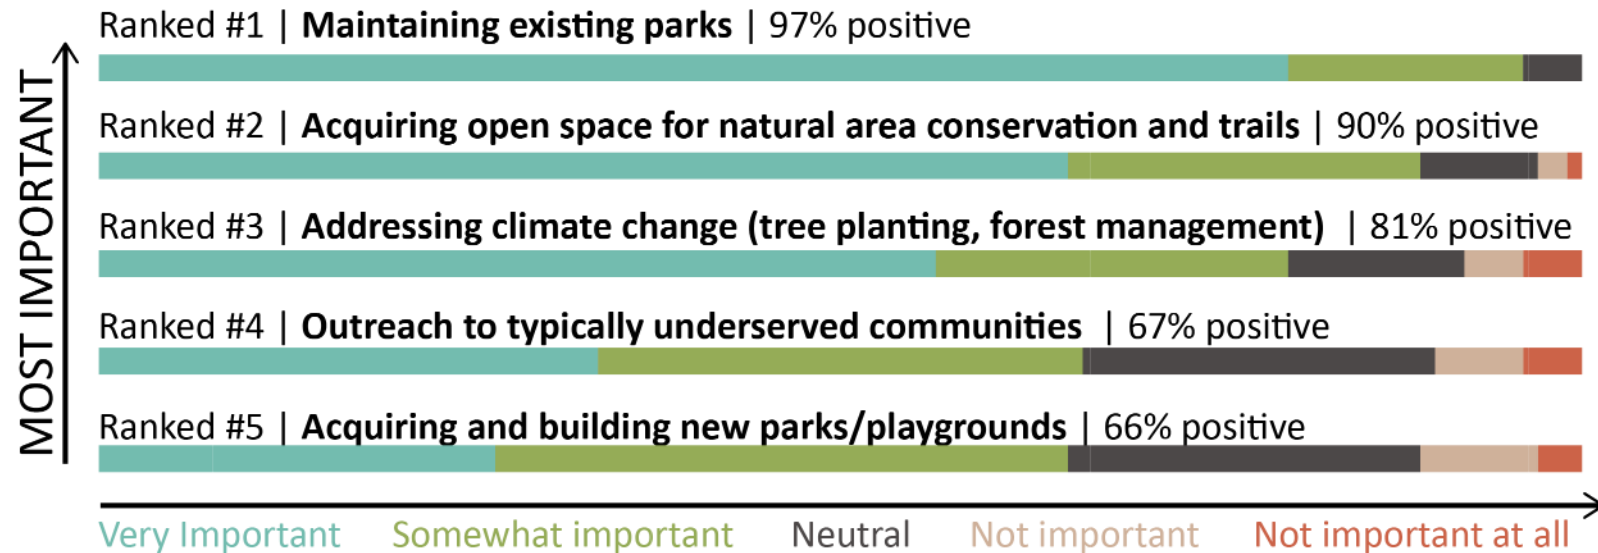 Ranked #1 | Maintaining existing parks | 97% positive
Ranked #2 | Acquiring open space for natural area conservation and trails | 90% positive
Ranked #3 | Addressing climate change (tree planting, forest management) | 81% positive
Ranked #4 | Outreach to typically underserved communities | 67% positive
Ranked #5 | Acquiring and building new parks/playgrounds | 66% positive
MOST IMPORTANT
Very Important Somewhat important Neutral Not important Not important at all